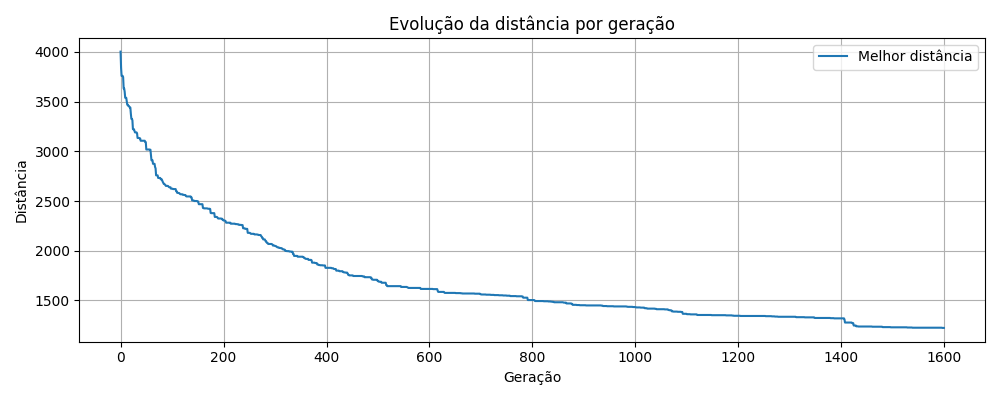 Evolução da distância por geração
Melhor distância
Distância
4000
3500
3000
2500
2000
1500
0 200 400 600 800 1000 1200 1400 1600
Geração